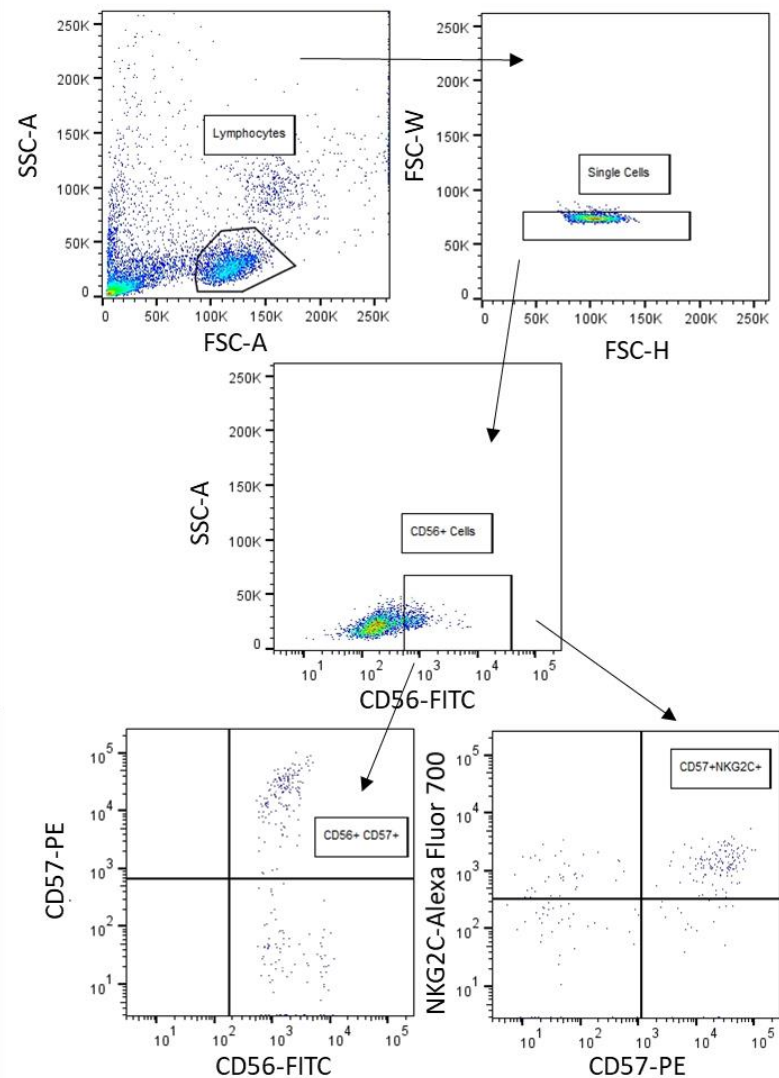 250K
200K
150K
100K
50K
0
SSC-A
Lymphocytes
0 50K 100K 150K 200K 250K
FSC-A
250K
200K
150K
100K
50K
0
FSC-W
Single Cells
0 50K 100K 150K 200K 250K
FSC-H
250K
200K
150K
100K
50K
0
SSC-A
CD56+ Cells
10¹ 10² 10³ 10⁴ 10⁵
CD56-FITC
10⁵
10⁴
10³
10²
10¹
CD57-PE
CD56+ CD57+
10¹ 10² 10³ 10⁴ 10⁵
CD56-FITC
10⁵
10⁴
10³
10²
10¹
NKG2C-Alexa Fluor 700
CD57+NKG2C+
10¹ 10² 10³ 10⁴ 10⁵
CD57-PE